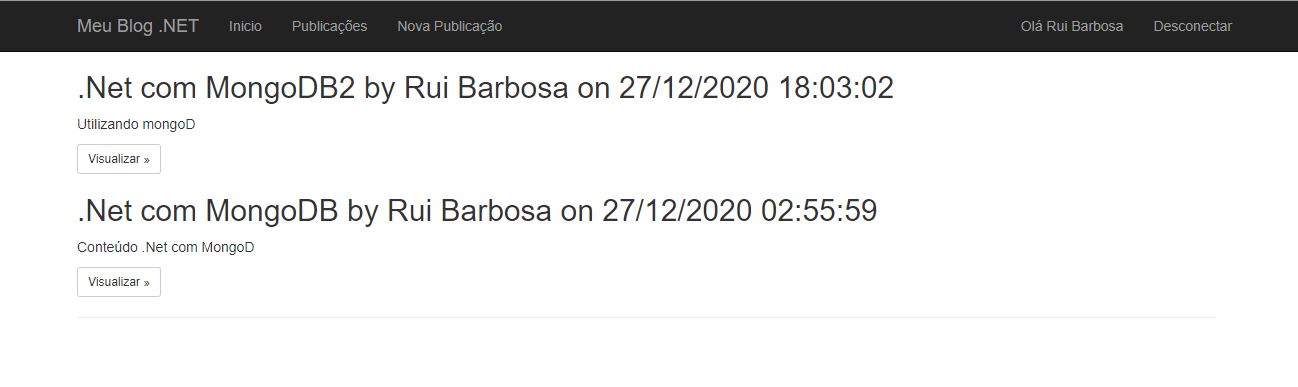 Meu Blog .NET Inicio Publicações Nova Publicação Olá Rui Barbosa Desconectar
.Net com MongoDB2 by Rui Barbosa on 27/12/2020 18:03:02
Utilizando mongoD
Visualizar »
.Net com MongoDB by Rui Barbosa on 27/12/2020 02:55:59
Conteúdo .Net com MongoD
Visualizar »